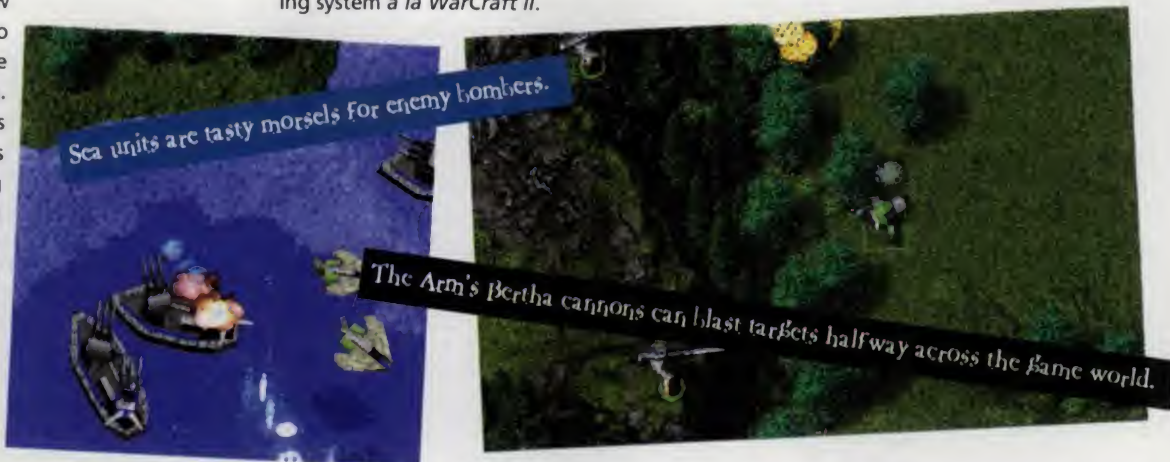 ing system a la WarCraft II.
Sea units are tasty morsels for enemy bombers.
The Arm's Bertha cannons can blast targets halfway across the game world.